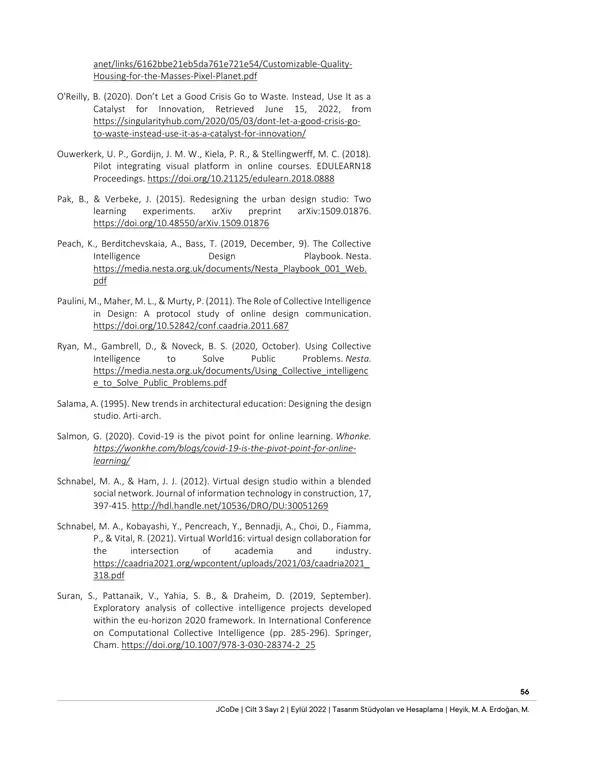 anet/links/6162bbe21eb5da761e721e54/Customizable-Quality-
Housing-for-the-Masses-Pixel-Planet.pdf
O'Reilly, B. (2020). Don't Let a Good Crisis Go to Waste. Instead, Use It as a
Catalyst for Innovation, Retrieved June 15, 2022, from
https://singularityhub.com/2020/05/03/dont-let-a-good-crisis-go-
to-waste-instead-use-it-as-a-catalyst-for-innovation/
Ouwerkerk, U. P., Gordijn, J. M. W., Kiela, P. R., & Stellingwerff, M. C. (2018).
Pilot integrating visual platform in online courses. EDULEARN18
Proceedings. https://doi.org/10.21125/edulearn.2018.0888
Pak, B., & Verbeke, J. (2015). Redesigning the urban design studio: Two
learning experiments. arXiv preprint arXiv:1509.01876.
https://doi.org/10.48550/arXiv.1509.01876
Peach, K., Berditchevskaia, A., Bass, T. (2019, December, 9). The Collective
Intelligence Design Playbook. Nesta.
https://media.nesta.org.uk/documents/Nesta_Playbook_001_Web.
pdf
Paulini, M., Maher, M. L., & Murty, P. (2011). The Role of Collective Intelligence
in Design: A protocol study of online design communication.
https://doi.org/10.52842/conf.caadria.2011.687
Ryan, M., Gambrell, D., & Noveck, B. S. (2020, October). Using Collective
Intelligence to Solve Public Problems. Nesta.
https://media.nesta.org.uk/documents/Using_Collective_intelligenc
e_to_Solve_Public_Problems.pdf
Salama, A. (1995). New trends in architectural education: Designing the design
studio. Arti-arch.
Salmon, G. (2020). Covid-19 is the pivot point for online learning. Whonke.
https://wonkhe.com/blogs/covid-19-is-the-pivot-point-for-online-
learning/
Schnabel, M. A., & Ham, J. J. (2012). Virtual design studio within a blended
social network. Journal of information technology in construction, 17,
397-415. http://hdl.handle.net/10536/DRO/DU:30051269
Schnabel, M. A., Kobayashi, Y., Pencreach, Y., Bennadji, A., Choi, D., Fiamma,
P., & Vital, R. (2021). Virtual World16: virtual design collaboration for
the intersection of academia and industry.
https://caadria2021.org/wpcontent/uploads/2021/03/caadria2021_
318.pdf
Suran, S., Pattanaik, V., Yahia, S. B., & Draheim, D. (2019, September).
Exploratory analysis of collective intelligence projects developed
within the eu-horizon 2020 framework. In International Conference
on Computational Collective Intelligence (pp. 285-296). Springer,
Cham. https://doi.org/10.1007/978-3-030-28374-2_25
56
JCoDe | Cilt 3 Sayı 2 | Eylül 2022 | Tasarım Stüdyoları ve Hesaplama | Heyik, M. A. Erdoğan, M.